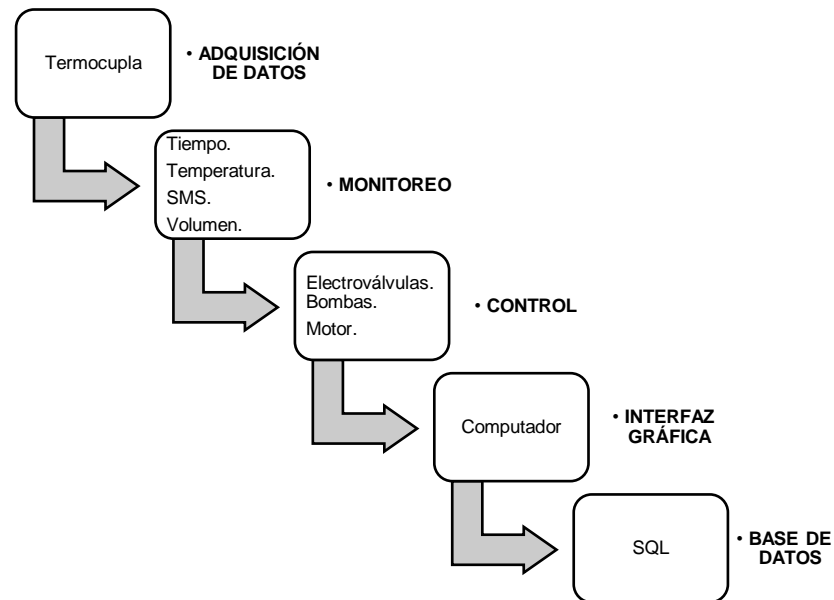 Termocupla
• ADQUISICIÓN
DE DATOS
Tiempo.
Temperatura.
SMS.
Volumen.
• MONITOREO
Electroválvulas.
Bombas.
Motor.
• CONTROL
Computador
• INTERFAZ
GRÁFICA
SQL
• BASE DE
DATOS